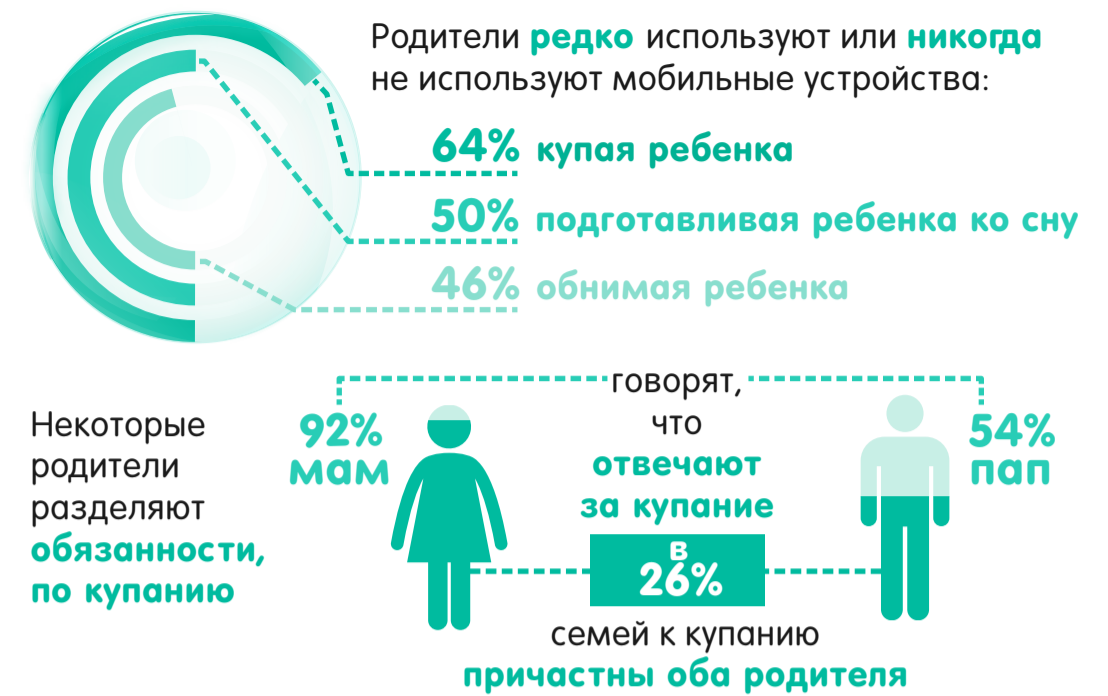 Родители редко используют или никогда
не используют мобильные устройства:
64% купая ребенка
50% подготавливая ребенка ко сну
46% обнимая ребенка
Некоторые
родители
разделяют
обязанности,
по купанию
92%
мам
говорят,
что
отвечают
за купание
54%
пап
в
26%
семей к купанию
причастны оба родителя